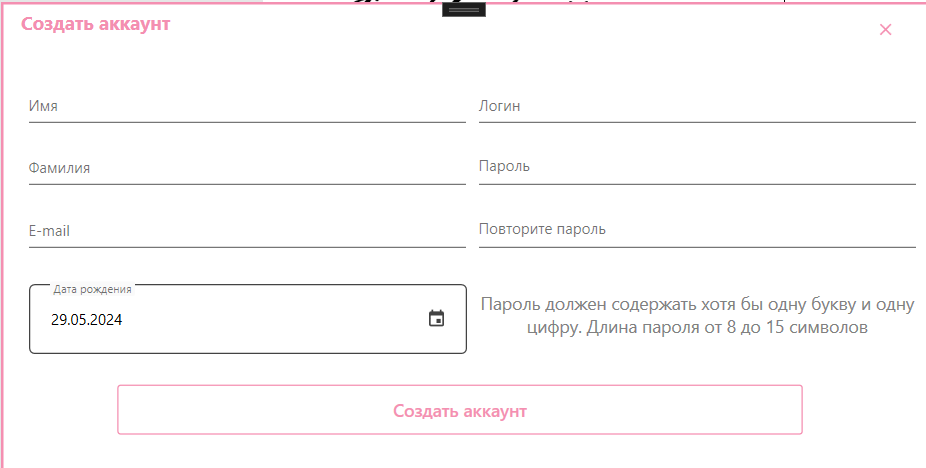 Создать аккаунт
Имя
Логин
Фамилия
Пароль
E-mail
Повторите пароль
Дата рождения
29.05.2024
Пароль должен содержать хотя бы одну букву и одну
цифру. Длина пароля от 8 до 15 символов
Создать аккаунт